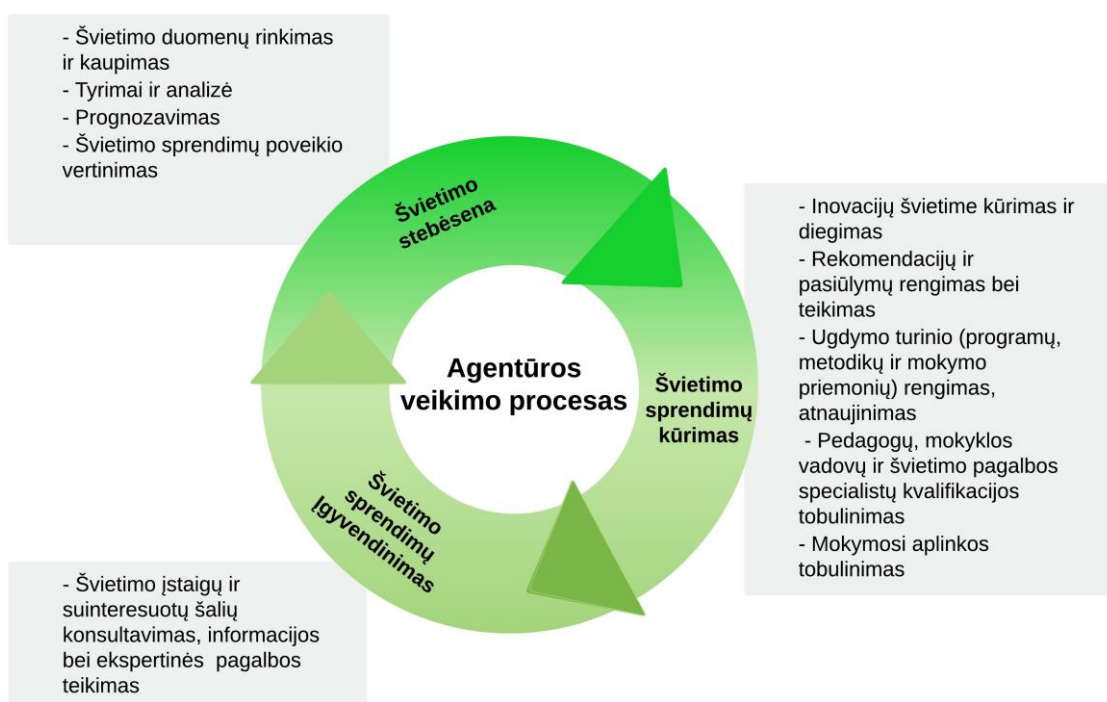 - Švietimo duomenų rinkimas
ir kaupimas
- Tyrimai ir analizė
- Prognozavimas
- Švietimo sprendimų poveikio
vertinimas
Švietimo
stebėsena
- Inovacijų švietime kūrimas ir
diegimas
- Rekomendacijų ir
pasiūlymų rengimas bei
teikimas
- Ugdymo turinio (programų,
metodikų ir mokymo
priemonių) rengimas,
atnaujinimas
- Pedagogų, mokyklos
vadovų ir švietimo pagalbos
specialistų kvalifikacijos
tobulinimas
- Mokymosi aplinkos
tobulinimas
Agentūros
veikimo procesas
Švietimo
sprendimų
kūrimas
Švietimo
sprendimų
Įgyvendinimas
- Švietimo įstaigų ir
suinteresuotų šalių
konsultavimas, informacijos
bei ekspertinės pagalbos
teikimas